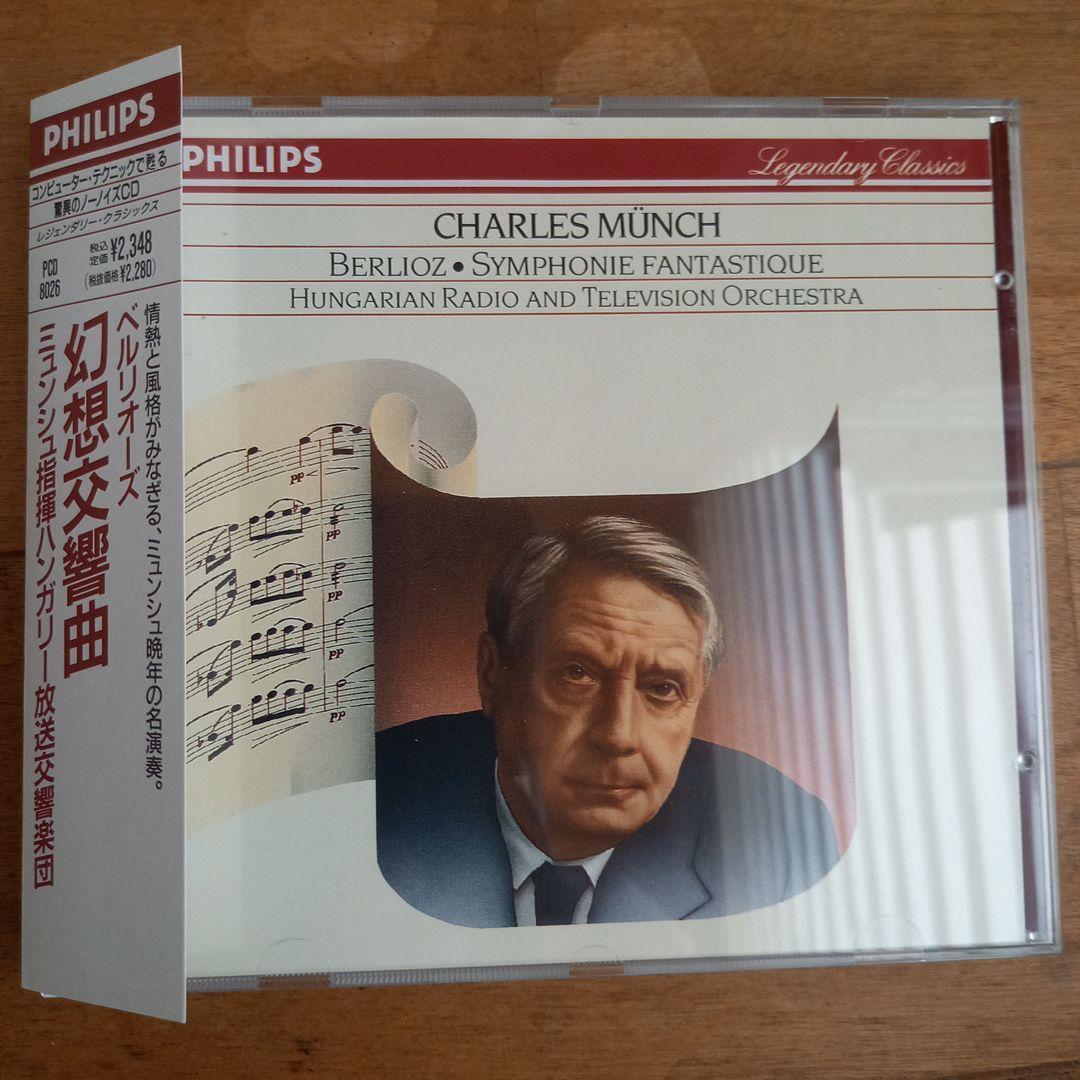 PHILIPS
コンピューター・テクニックで甦る
驚異のノーノイズCD
レジェンダリー・クラシックス
PCD
8026
税込
定価
¥2,348
(税抜価格¥2,280)
情熱と風格がみなぎる、ミュンシュ晩年の名演奏。
ベルリオーズ
幻想交響曲
ミュンシュ指揮ハンガリー放送交響楽団
PHILIPS
Legendary Classics
CHARLES MÜNCH
BERLIOZ • SYMPHONIE FANTASTIQUE
HUNGARIAN RADIO AND TELEVISION ORCHESTRA
pp
pp
pp
pp
pp